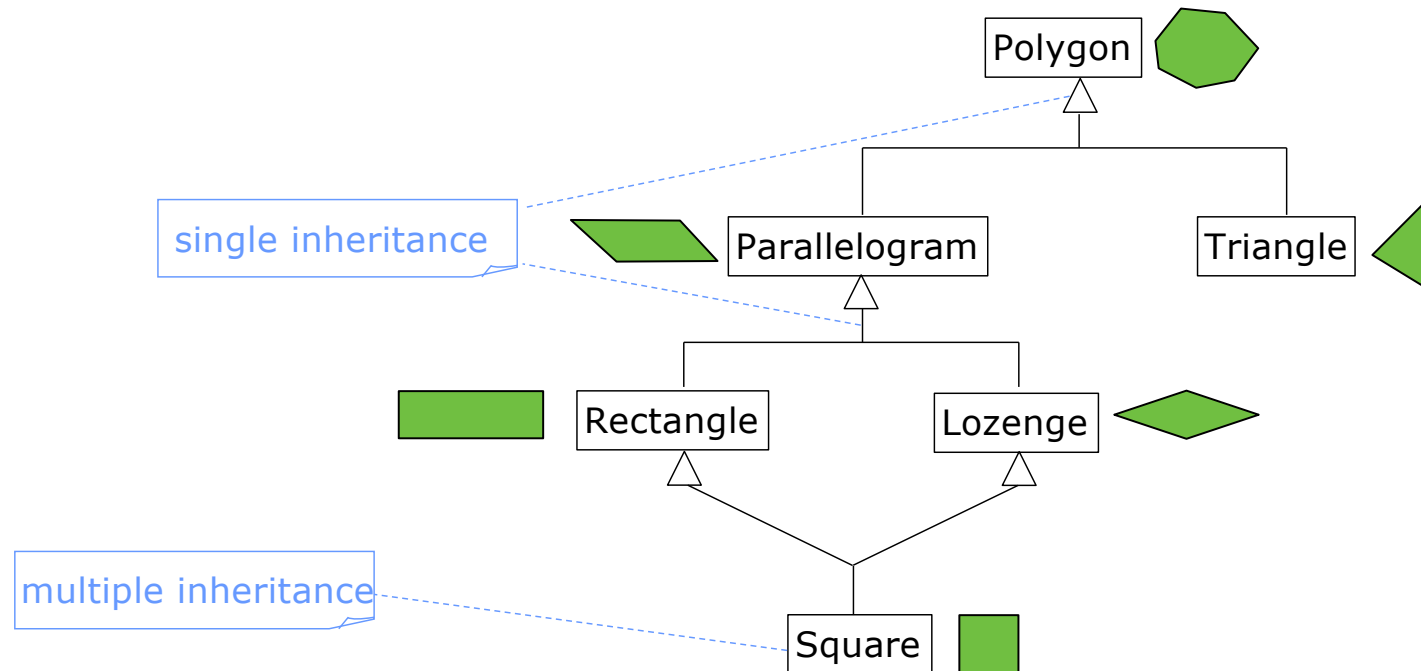 Polygon
single inheritance
Parallelogram
Triangle
Rectangle
Lozenge
multiple inheritance
Square